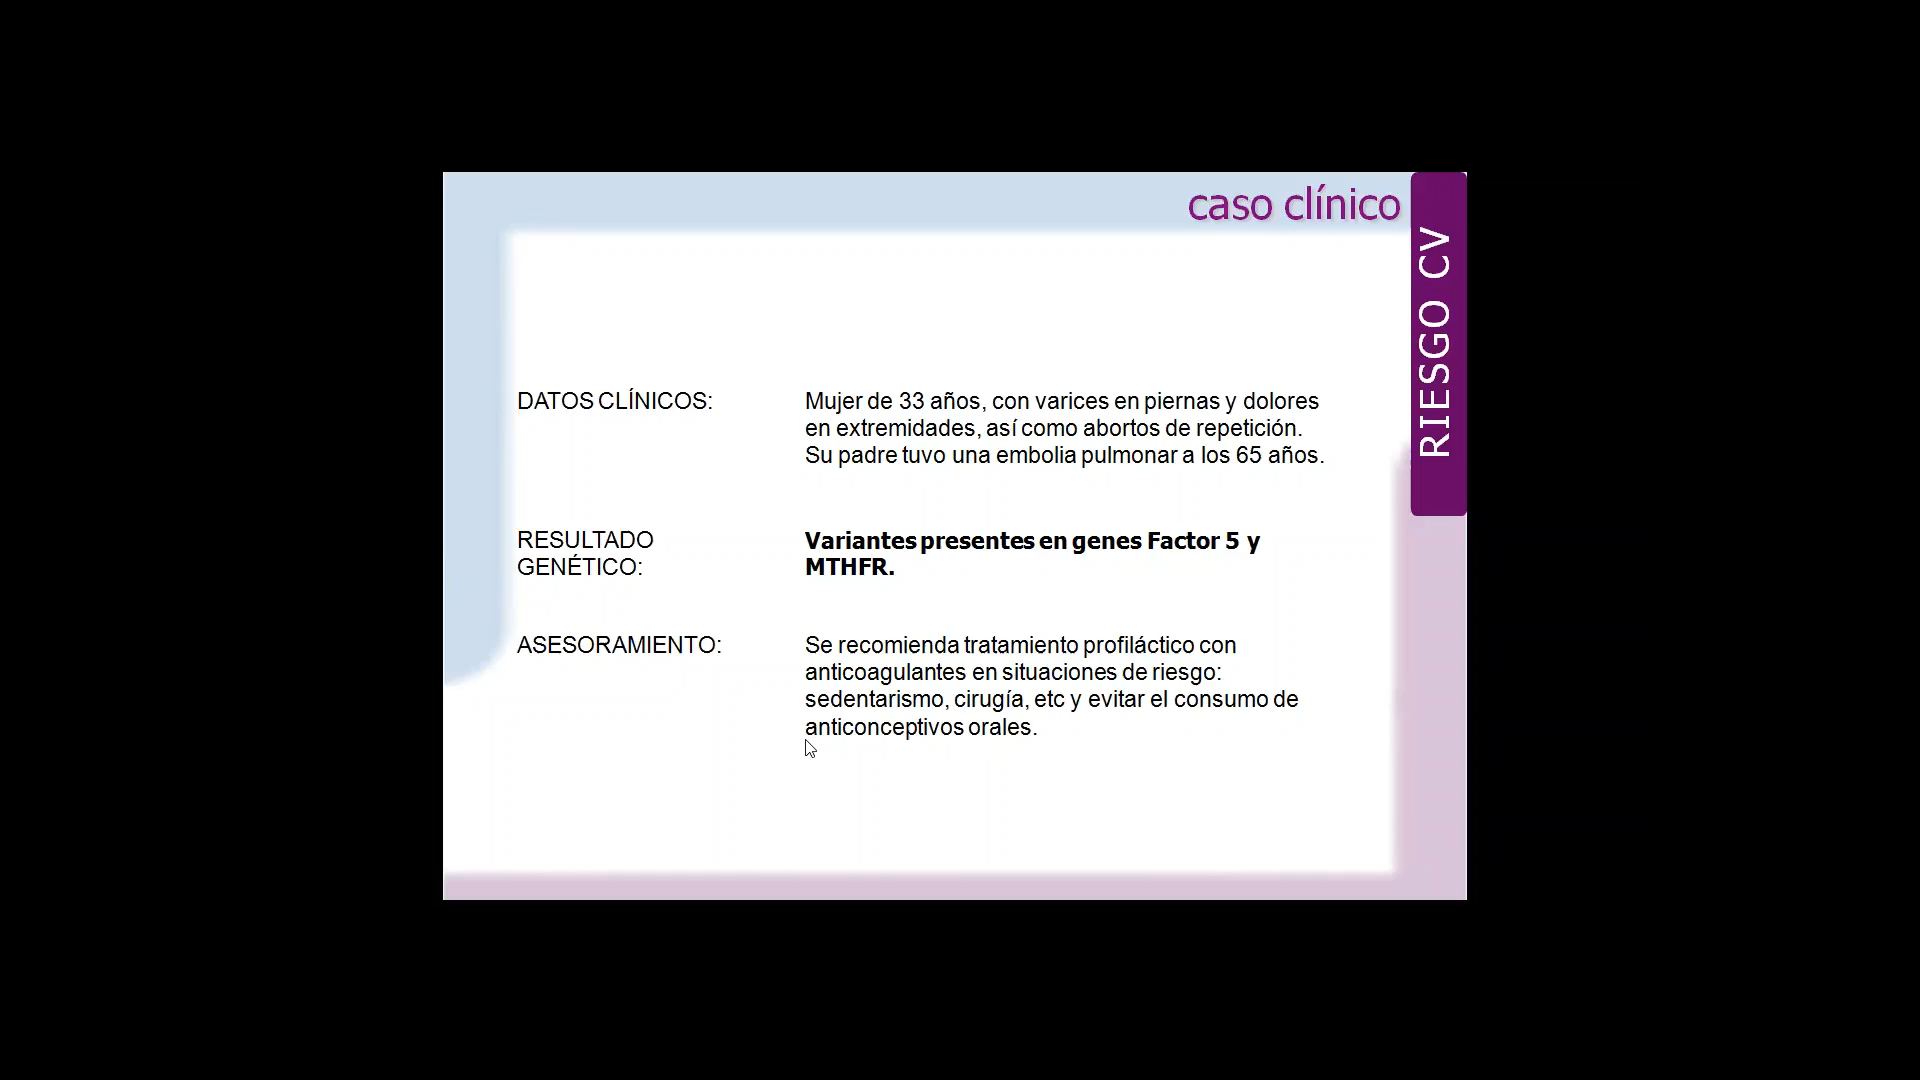 caso clínico
RIESGO CV
DATOS CLÍNICOS:
Mujer de 33 años, con varices en piernas y dolores
en extremidades, así como abortos de repetición.
Su padre tuvo una embolia pulmonar a los 65 años.
RESULTADO
GENÉTICO:
Variantes presentes en genes Factor 5 y
MTHFR.
ASESORAMIENTO:
Se recomienda tratamiento profiláctico con
anticoagulantes en situaciones de riesgo:
sedentarismo, cirugía, etc y evitar el consumo de
anticonceptivos orales.